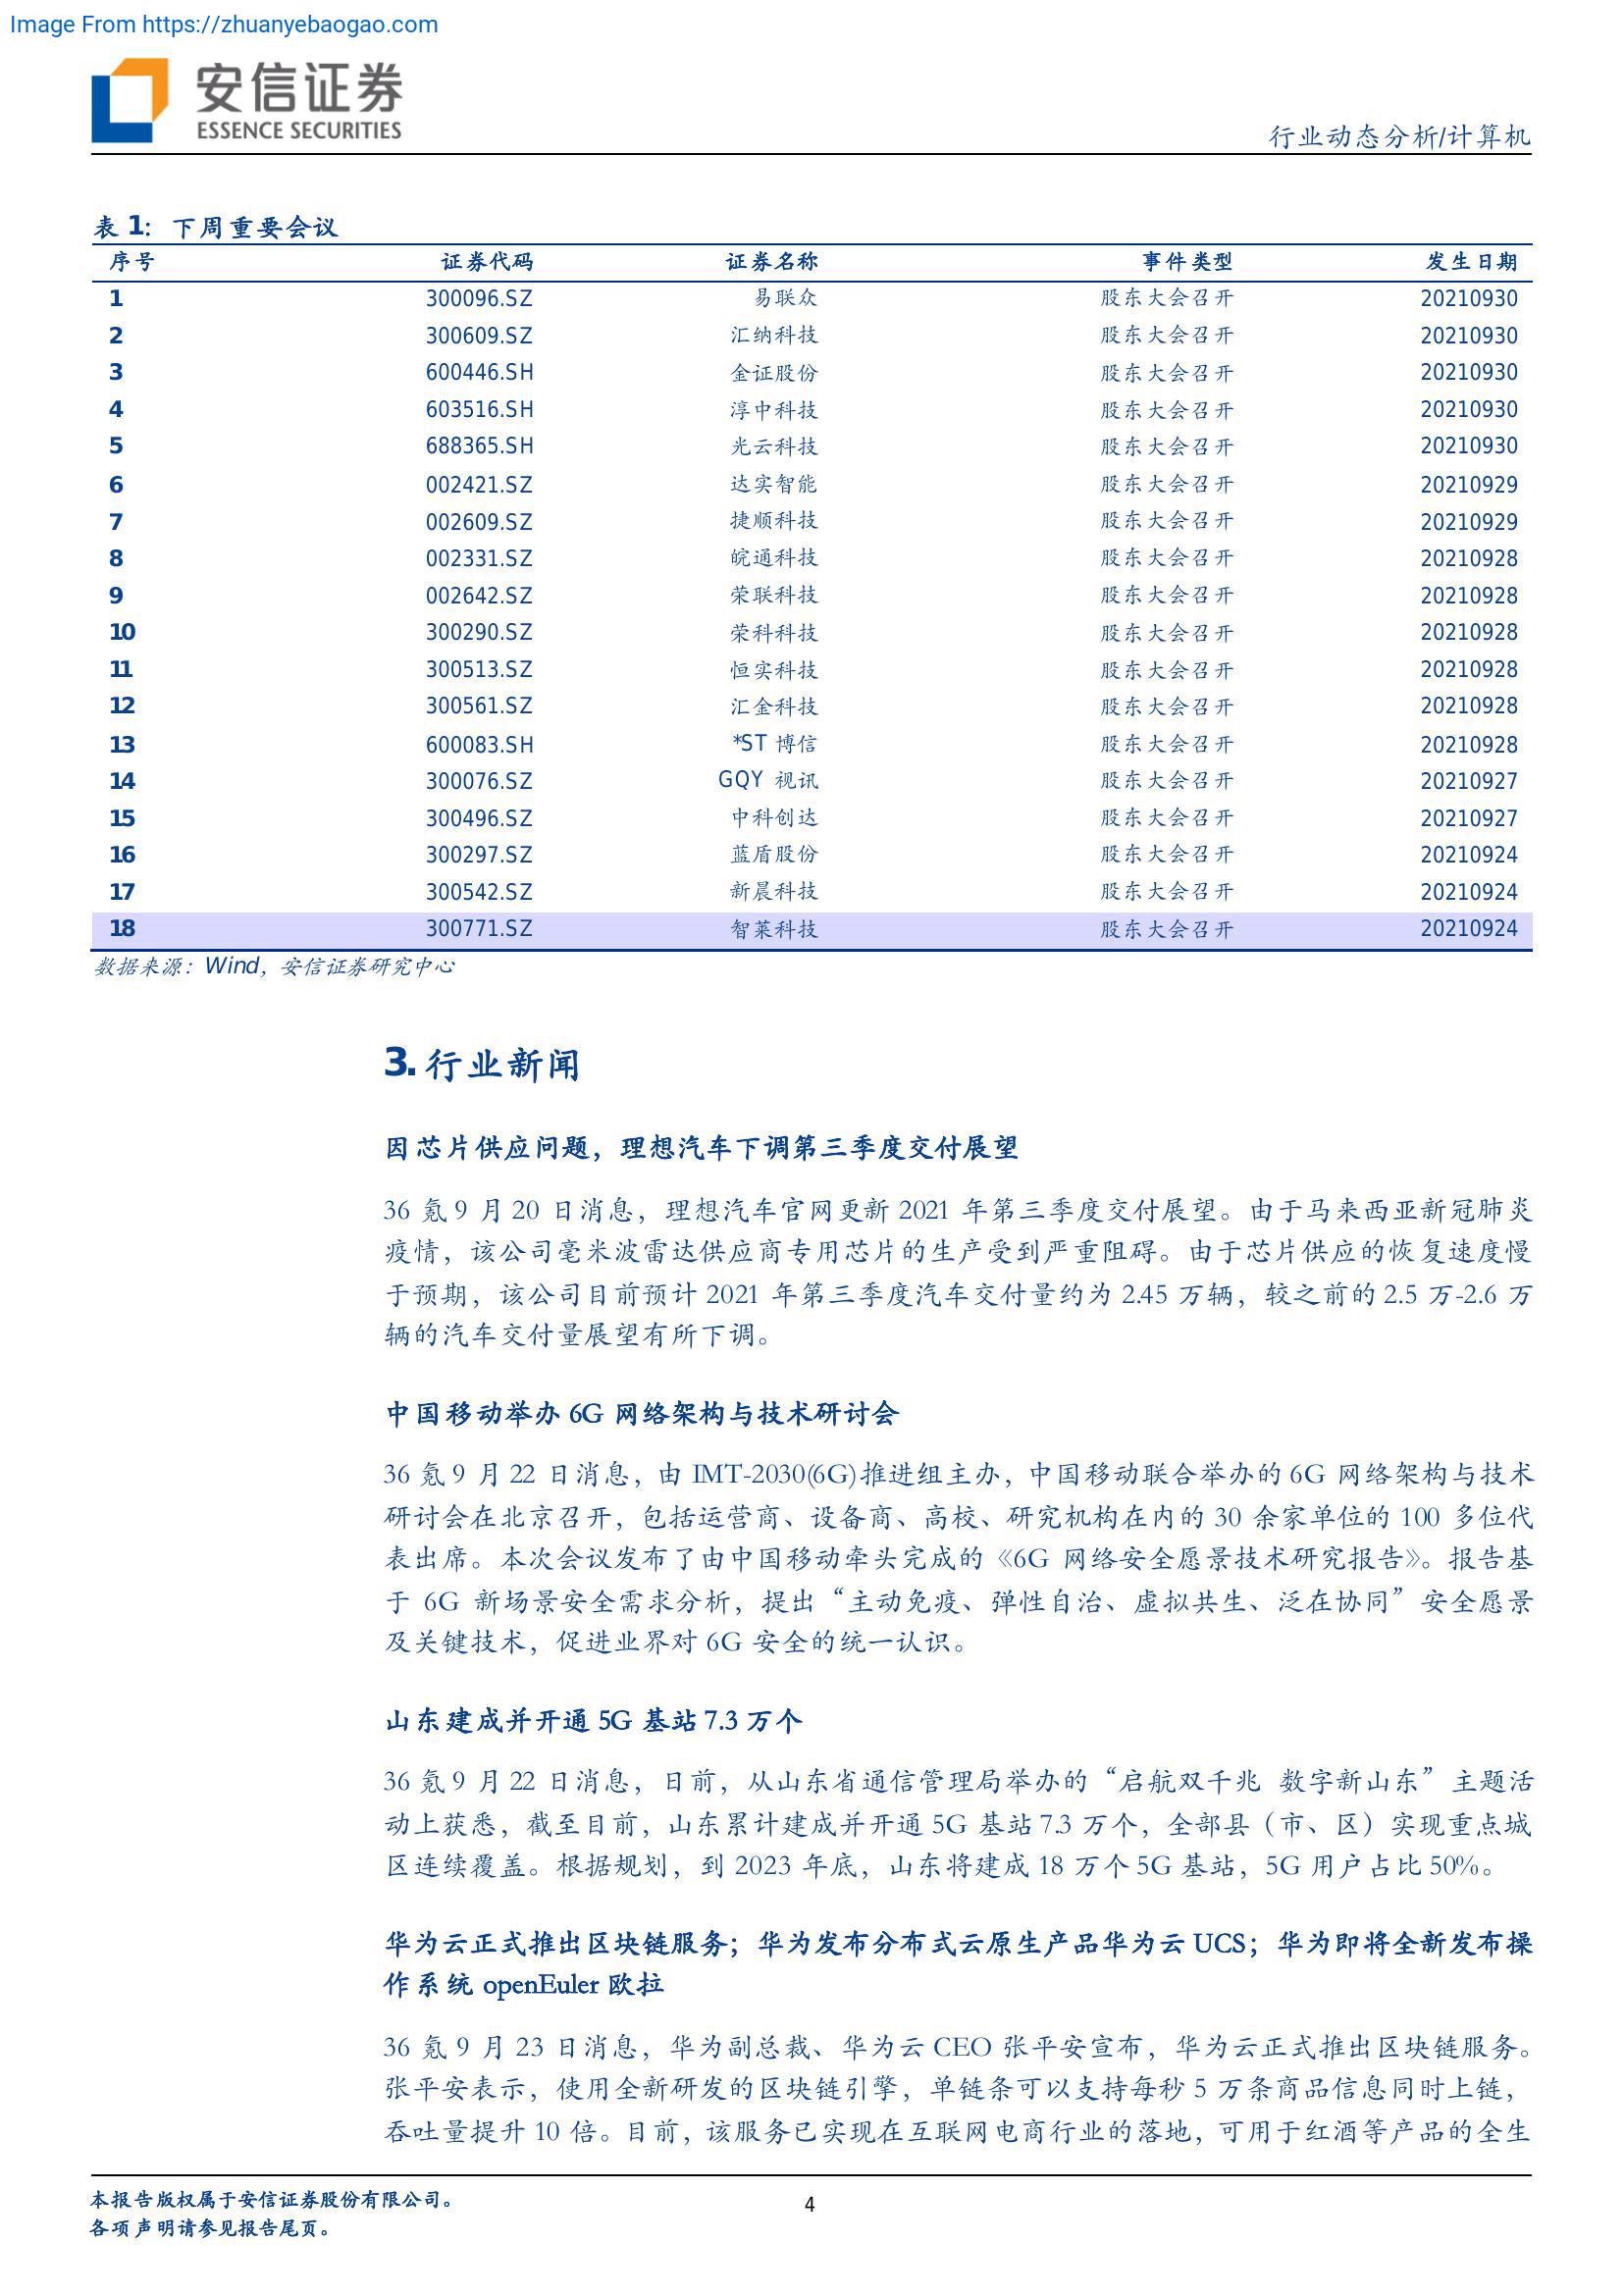 Image From https://zhuanyebaogao.com
安信证券
ESSENCE SECURITIES
行业动态分析/计算机
表 1: 下周重要会议
序号 证券代码 证券名称 事件类型 发生日期
1 300096.SZ 易联众 股东大会召开 20210930
2 300609.SZ 汇纳科技 股东大会召开 20210930
3 600446.SH 金证股份 股东大会召开 20210930
4 603516.SH 淳中科技 股东大会召开 20210930
5 688365.SH 光云科技 股东大会召开 20210930
6 002421.SZ 达实智能 股东大会召开 20210929
7 002609.SZ 捷顺科技 股东大会召开 20210929
8 002331.SZ 皖通科技 股东大会召开 20210928
9 002642.SZ 荣联科技 股东大会召开 20210928
10 300290.SZ 荣科科技 股东大会召开 20210928
11 300513.SZ 恒实科技 股东大会召开 20210928
12 300561.SZ 汇金科技 股东大会召开 20210928
13 600083.SH *ST 博信 股东大会召开 20210928
14 300076.SZ GQY 视讯 股东大会召开 20210927
15 300496.SZ 中科创达 股东大会召开 20210927
16 300297.SZ 蓝盾股份 股东大会召开 20210924
17 300542.SZ 新晨科技 股东大会召开 20210924
18 300771.SZ 智莱科技 股东大会召开 20210924
数据来源：Wind，安信证券研究中心
3. 行业新闻
因芯片供应问题，理想汽车下调第三季度交付展望
36 氪 9 月 20 日消息，理想汽车官网更新 2021 年第三季度交付展望。由于马来西亚新冠肺炎
疫情，该公司毫米波雷达供应商专用芯片的生产受到严重阻碍。由于芯片供应的恢复速度慢
于预期，该公司目前预计 2021 年第三季度汽车交付量约为 2.45 万辆，较之前的 2.5 万-2.6 万
辆的汽车交付量展望有所下调。
中国移动举办 6G 网络架构与技术研讨会
36 氪 9 月 22 日消息，由 IMT-2030(6G)推进组主办，中国移动联合举办的 6G 网络架构与技术
研讨会在北京召开，包括运营商、设备商、高校、研究机构在内的 30 余家单位的 100 多位代
表出席。本次会议发布了由中国移动牵头完成的《6G 网络安全愿景技术研究报告》。报告基
于 6G 新场景安全需求分析，提出“主动免疫、弹性自治、虚拟共生、泛在协同”安全愿景
及关键技术，促进业界对 6G 安全的统一认识。
山东建成并开通 5G 基站 7.3 万个
36 氪 9 月 22 日消息，日前，从山东省通信管理局举办的“启航双千兆 数字新山东”主题活
动上获悉，截至目前，山东累计建成并开通 5G 基站 7.3 万个，全部县（市、区）实现重点城
区连续覆盖。根据规划，到 2023 年底，山东将建成 18 万个 5G 基站，5G 用户占比 50%。
华为云正式推出区块链服务；华为发布分布式云原生产品华为云 UCS；华为即将全新发布操
作系统 openEuler 欧拉
36 氪 9 月 23 日消息，华为副总裁、华为云 CEO 张平安宣布，华为云正式推出区块链服务。
张平安表示，使用全新研发的区块链引擎，单链条可以支持每秒 5 万条商品信息同时上链，
吞吐量提升 10 倍。目前，该服务已实现在互联网电商行业的落地，可用于红酒等产品的全生
本报告版权属于安信证券股份有限公司。
4
各项声明请参见报告尾页。